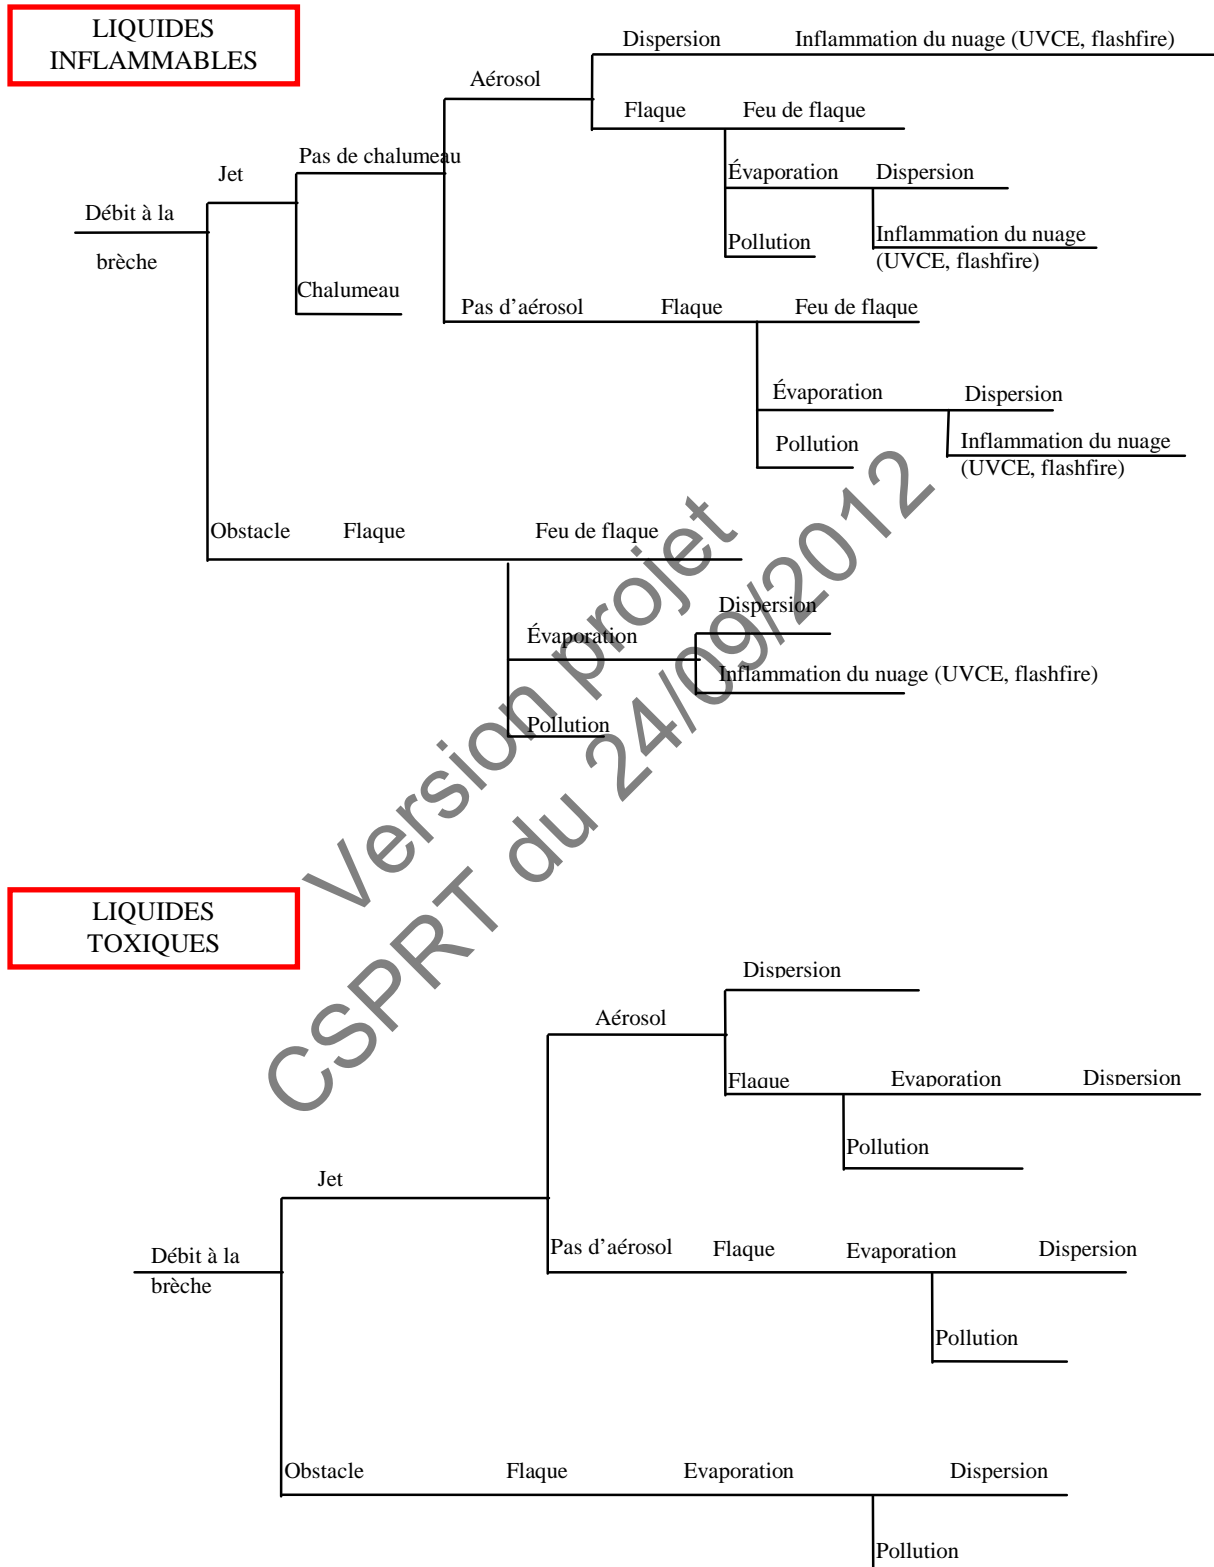 LIQUIDES
INFLAMMABLES
Dispersion Inflammation du nuage (UVCE, flashfire)
Aérosol
Flaque Feu de flaque
Pas de chalumeau
Jet
Évaporation Dispersion
Débit à la
brèche
Pollution
Inflammation du nuage
(UVCE, flashfire)
Chalumeau
Pas d’aérosol Flaque Feu de flaque
Évaporation Dispersion
Pollution
Inflammation du nuage
(UVCE, flashfire)
Obstacle Flaque Feu de flaque
Dispersion
Évaporation
Inflammation du nuage (UVCE, flashfire)
Pollution
Version projet
CSPRT du 24/09/2012
LIQUIDES
TOXIQUES
Dispersion
Aérosol
Flaque Evaporation Dispersion
Pollution
Jet
Pas d’aérosol Flaque Evaporation Dispersion
Débit à la
brèche
Pollution
Obstacle Flaque Evaporation Dispersion
Pollution